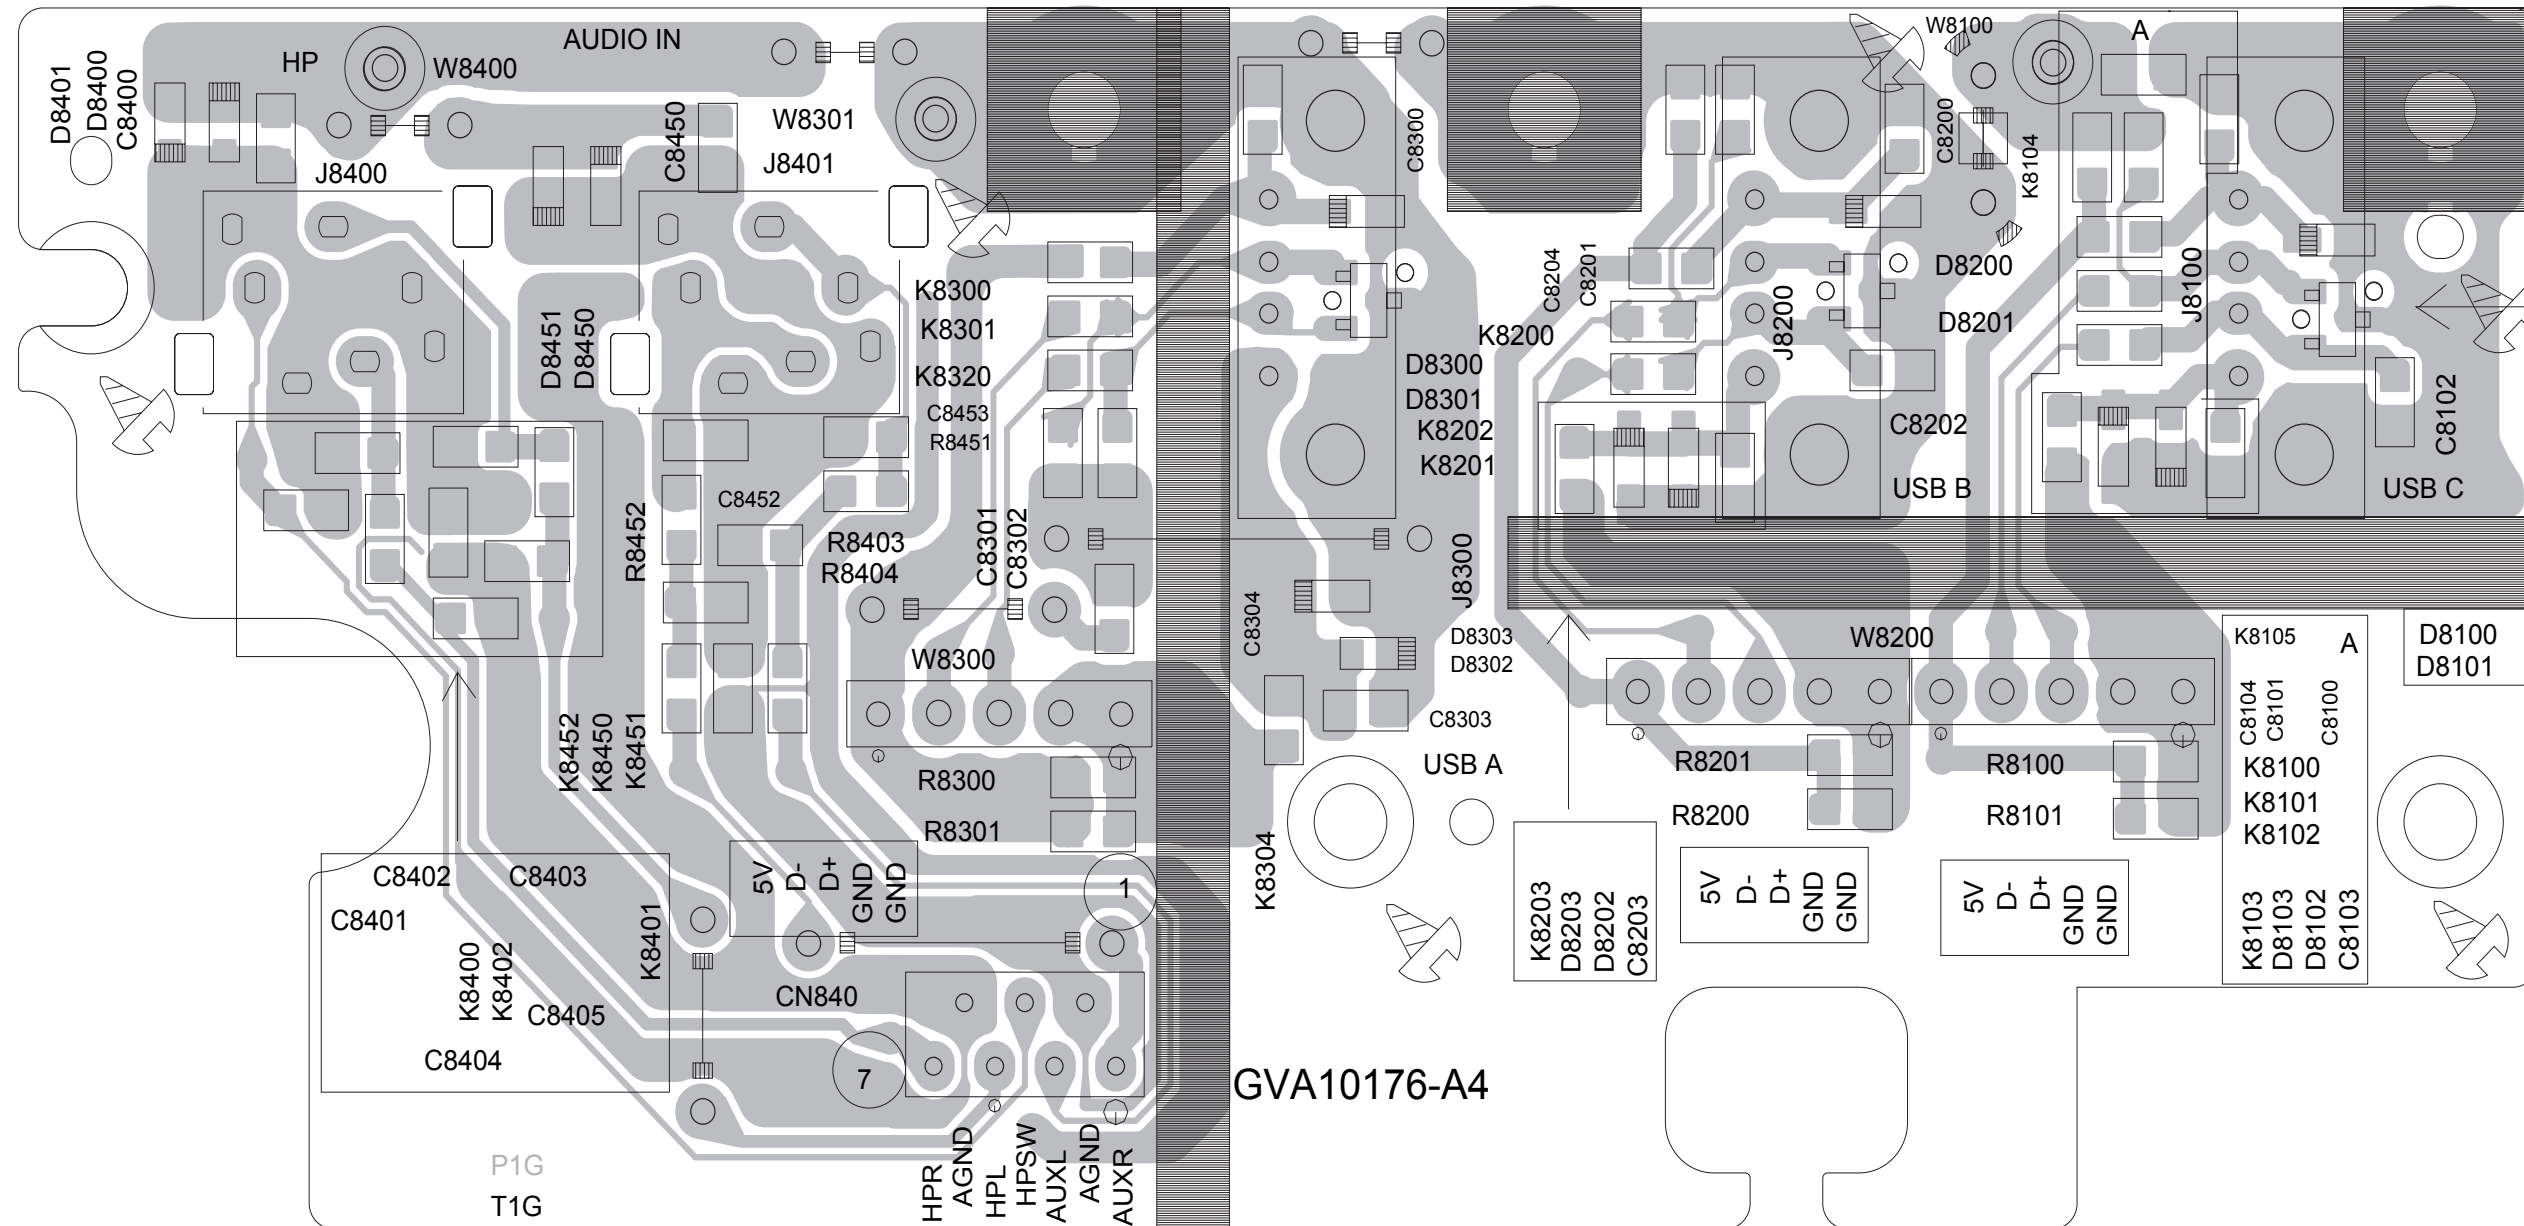 AUDIO IN
HP
W8400
D8401
D8400
C8400
J8400
C8450
W8301
J8401
C8300
W8100
A
C8200
K8104
K8300
K8301
K8320
C8453
R8451
D8451
D8450
C8204
C8201
K8200
D8300
D8301
K8202
K8201
J8200
D8200
D8201
J8100
C8202
USB B
C8102
USB C
R8452
C8452
R8403
R8404
C8301
C8302
J8300
C8304
D8303
D8302
C8303
USB A
W8300
W8200
K8105
A
D8100
D8101
C8104
C8101
C8100
K8100
K8101
K8102
K8452
K8450
K8451
R8300
R8301
R8201
R8200
R8100
R8101
K8304
C8402
C8403
C8401
K8400
K8402
C8405
C8404
K8401
5V
D-
D+
GND
GND
1
K8203
D8203
D8202
C8203
5V
D-
D+
GND
GND
5V
D-
D+
GND
GND
K8103
D8103
D8102
C8103
CN840
7
GVA10176-A4
P1G
T1G
HPR
AGND
HPL
HPSW
AUXL
AGND
AUXR